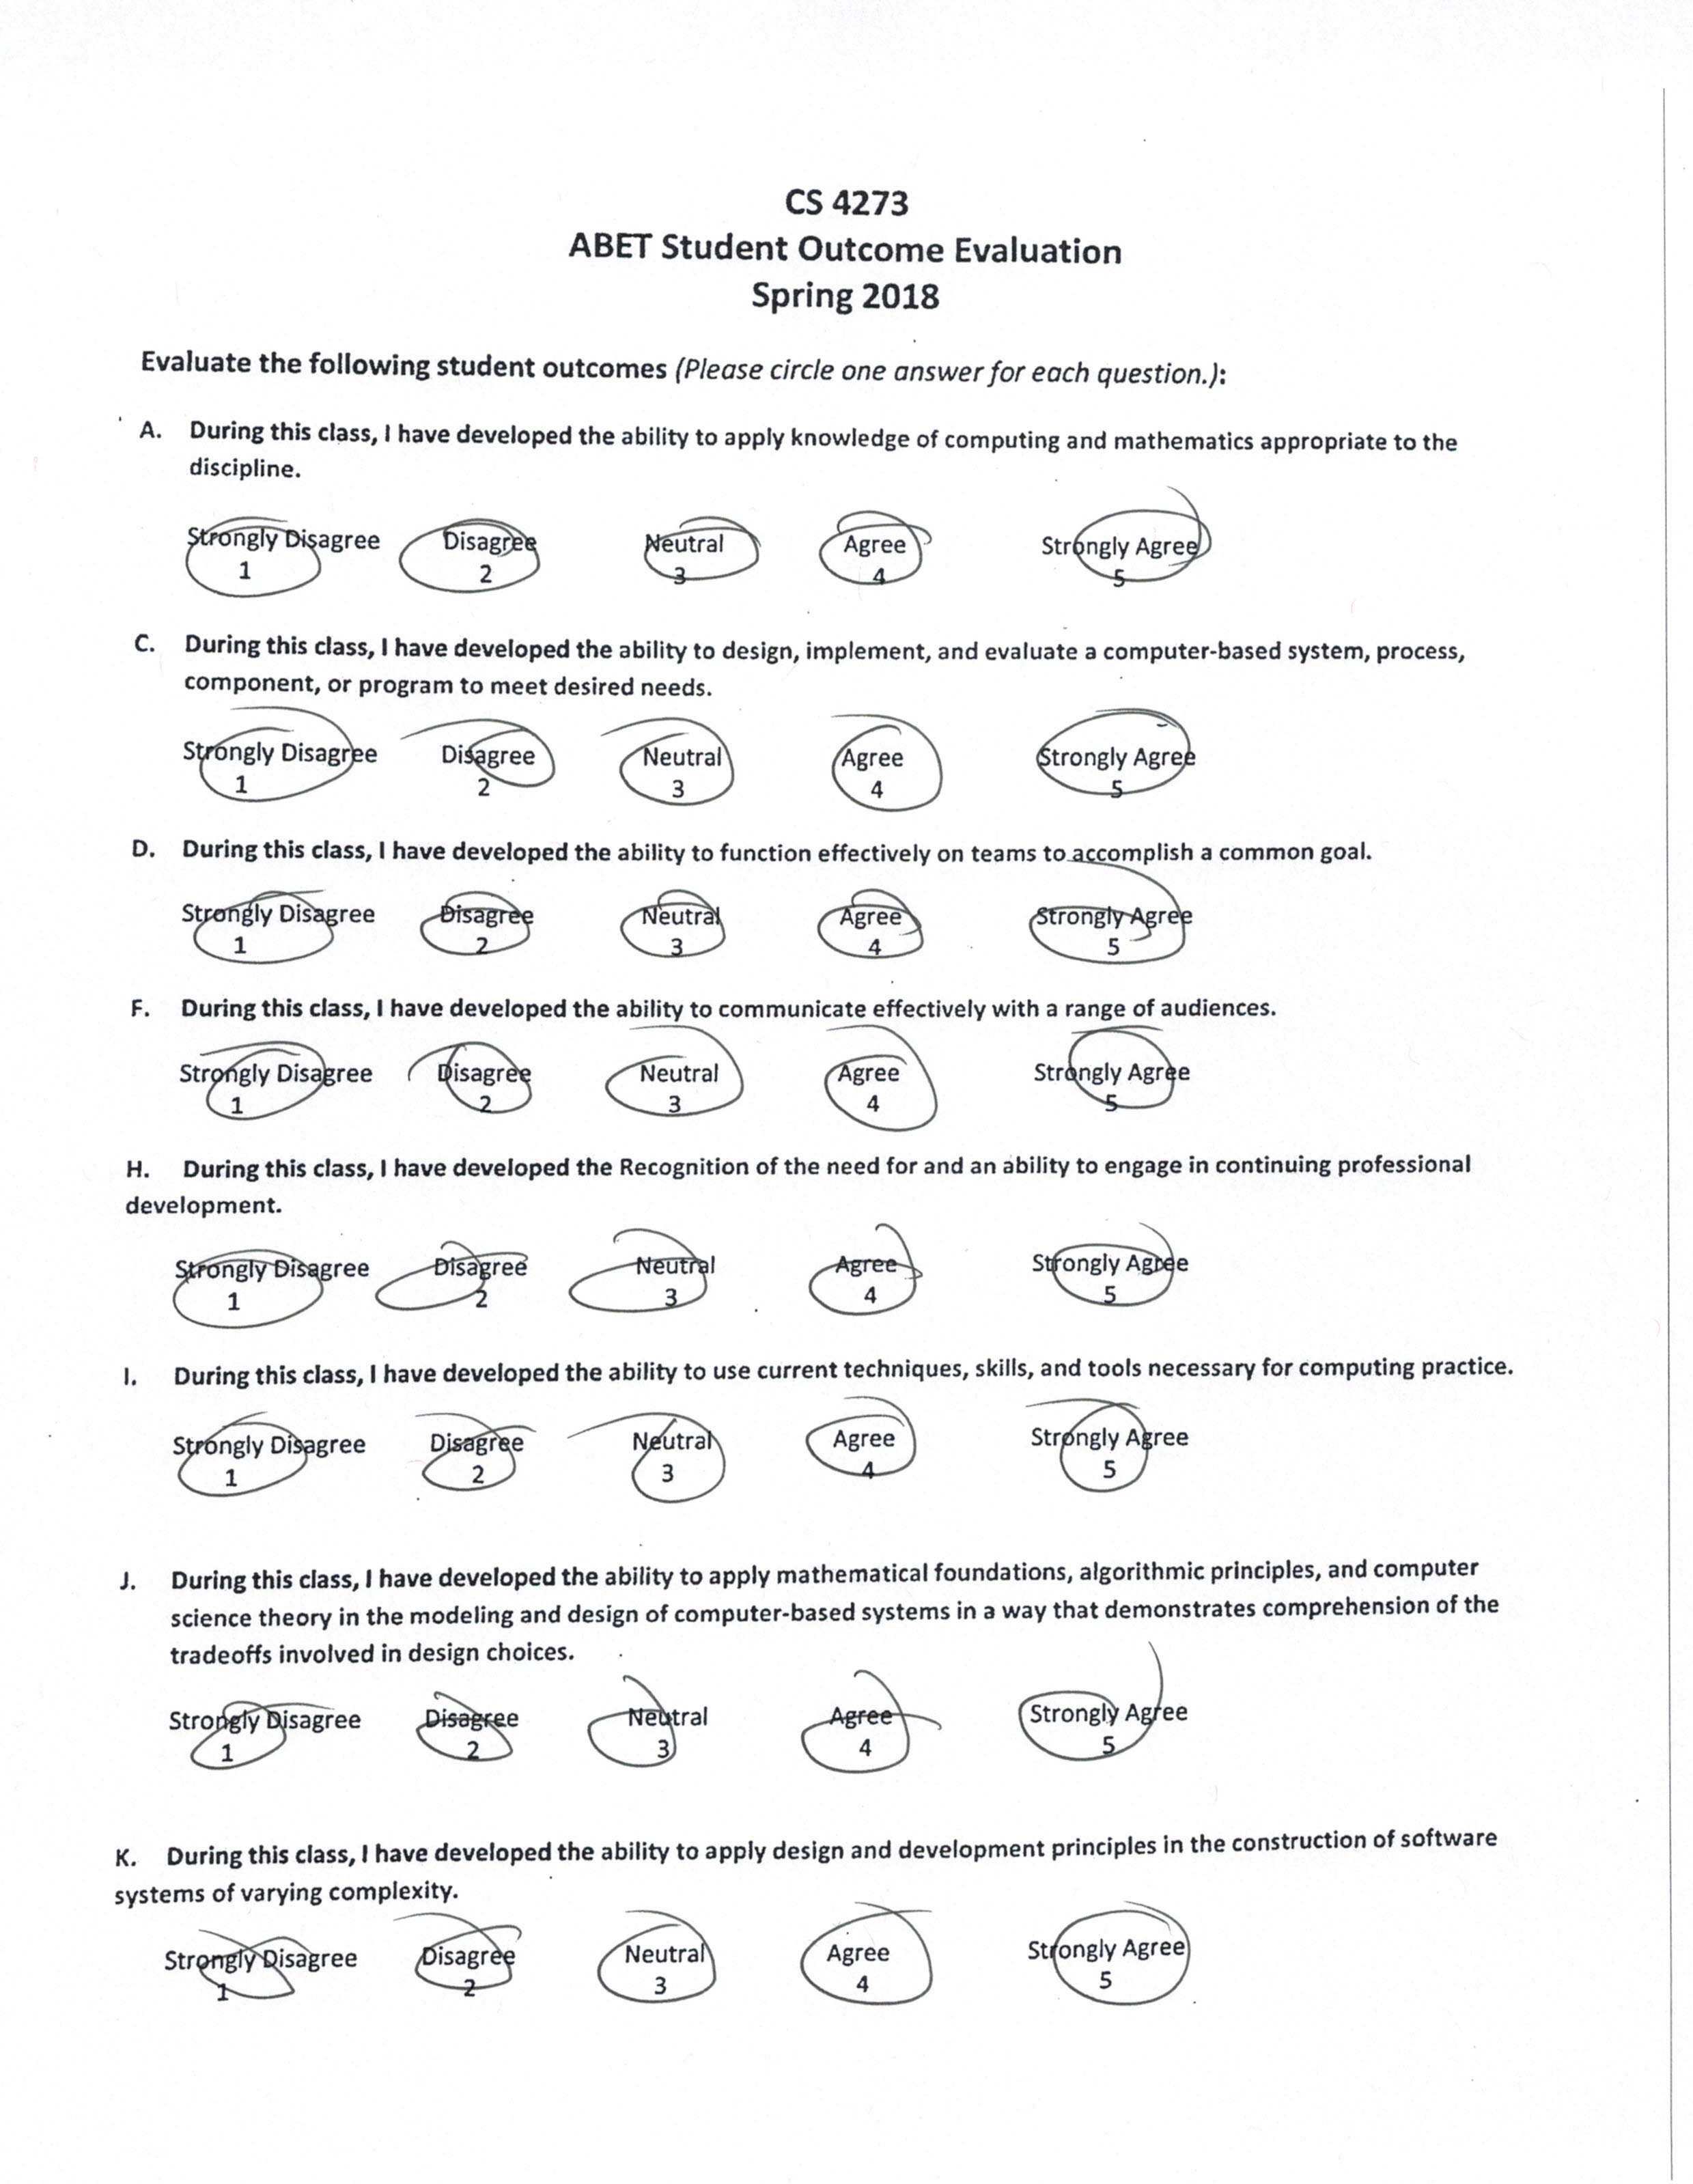 CS 4273
ABET Student Outcome Evaluation
Spring 2018
Evaluate the following student outcomes (Please circle one answer for each question.):
A. During this class, I have developed the ability to apply knowledge of computing and mathematics appropriate to the
discipline.
Strongly Disagree Disagree Neutral Agree Strongly Agree
1 2 3 4 5
C. During this class, I have developed the ability to design, implement, and evaluate a computer-based system, process,
component, or program to meet desired needs.
Strongly Disagree Disagree Neutral Agree Strongly Agree
1 2 3 4 5
D. During this class, I have developed the ability to function effectively on teams to accomplish a common goal.
Strongly Disagree Disagree Neutral Agree Strongly Agree
1 2 3 4 5
F. During this class, I have developed the ability to communicate effectively with a range of audiences.
Strongly Disagree Disagree Neutral Agree Strongly Agree
1 2 3 4 5
H. During this class, I have developed the Recognition of the need for and an ability to engage in continuing professional
development.
Strongly Disagree Disagree Neutral Agree Strongly Agree
1 2 3 4 5
I. During this class, I have developed the ability to use current techniques, skills, and tools necessary for computing practice.
Strongly Disagree Disagree Neutral Agree Strongly Agree
1 2 3 4 5
J. During this class, I have developed the ability to apply mathematical foundations, algorithmic principles, and computer
science theory in the modeling and design of computer-based systems in a way that demonstrates comprehension of the
tradeoffs involved in design choices.
Strongly Disagree Disagree Neutral Agree Strongly Agree
1 2 3 4 5
K. During this class, I have developed the ability to apply design and development principles in the construction of software
systems of varying complexity.
Strongly Disagree Disagree Neutral Agree Strongly Agree
1 2 3 4 5